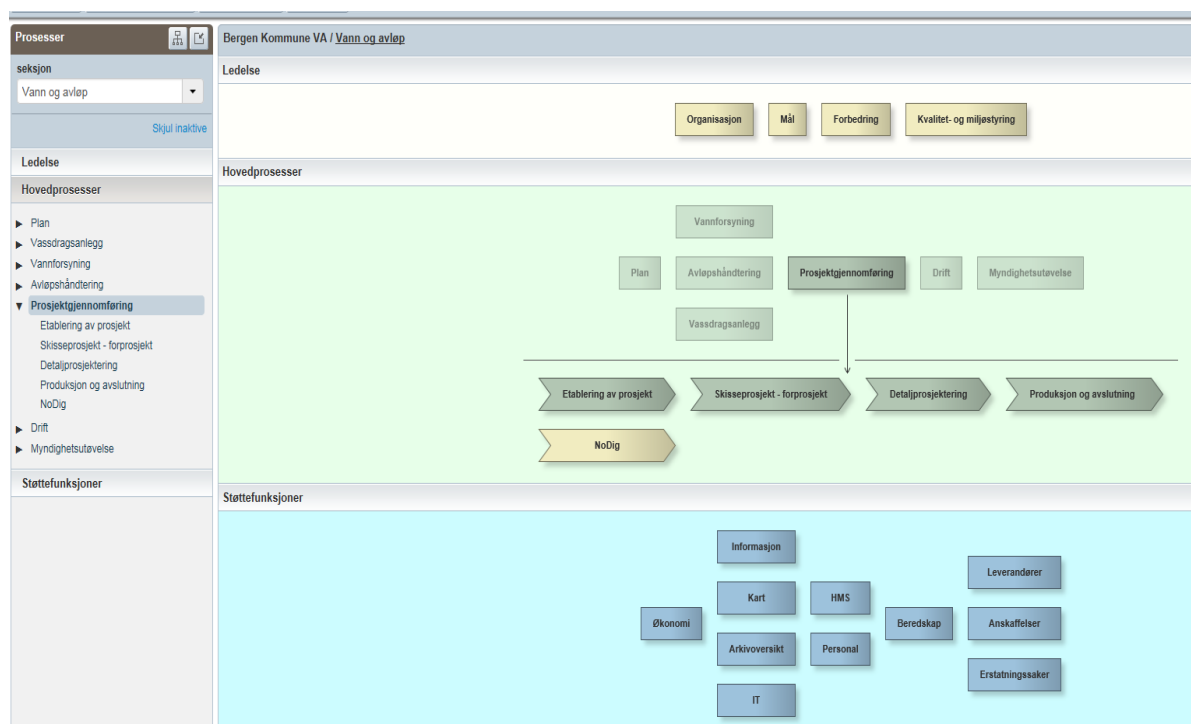 Prosesser
seksjon
Vann og avløp
Skjul inaktive
Ledelse
Hovedprosesser
Plan
Vassdragsanlegg
Vannforsyning
Avløpshåndtering
Prosjektgjennomføring
Etablering av prosjekt
Skisseprosjekt - forprosjekt
Detaljprosjektering
Produksjon og avslutning
NoDig
Drift
Myndighetsutøvelse
Støttefunksjoner
Bergen Kommune VA / Vann og avløp
Ledelse
Organisasjon Mål Forbedring Kvalitet- og miljøstyring
Hovedprosesser
Vannforsyning
Plan Avløpshåndtering Prosjektgjennomføring Drift Myndighetsutøvelse
Vassdragsanlegg
Etablering av prosjekt Skisseprosjekt - forprosjekt Detaljprosjektering Produksjon og avslutning
NoDig
Støttefunksjoner
Informasjon
Leverandører
Kart HMS
Økonomi Beredskap Anskaffelser
Arkivoversikt Personal
Erstatningssaker
IT